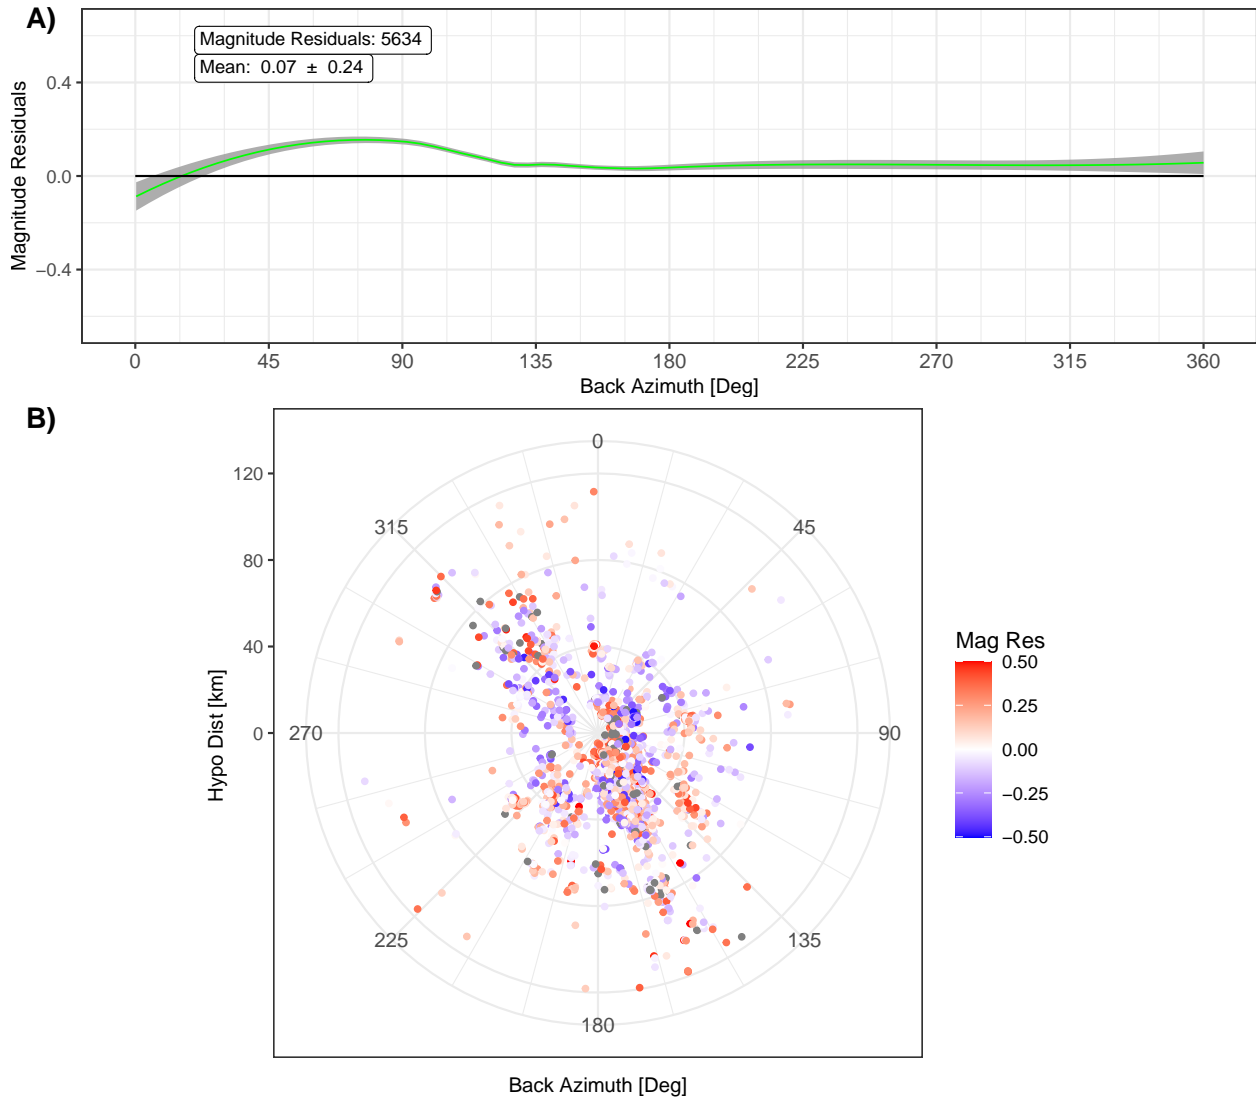 A)
Magnitude Residuals: 5634
Mean:  0.07  ±  0.24
Magnitude Residuals
0.4
0.0
−0.4
0 45 90 135 180 225 270 315 360
Back Azimuth [Deg]
B)
Hypo Dist [km]
120
80
40
0
0
45
90
135
180
225
270
315
Back Azimuth [Deg]
Mag Res
0.50
0.25
0.00
−0.25
−0.50